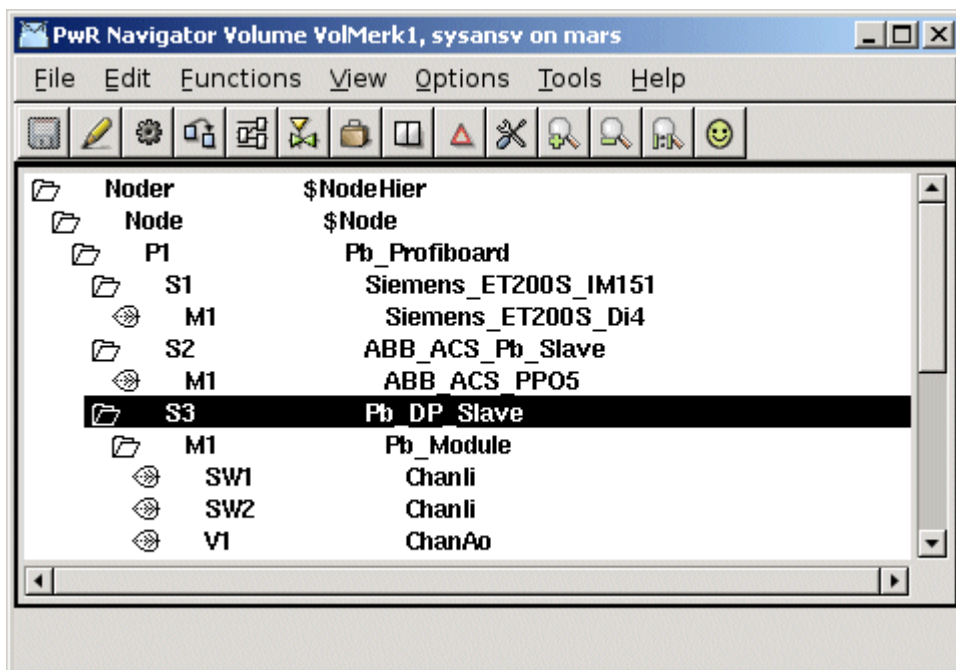 PwR Navigator Volume VolMerk1, sysansv on mars
File Edit Functions View Options Tools Help
Noder $NodeHier
Node $Node
P1 Pb_Profiboard
S1 Siemens_ET200S_IM151
M1 Siemens_ET200S_Di4
S2 ABB_ACS_Pb_Slave
M1 ABB_ACS_PPO5
S3 Pb_DP_Slave
M1 Pb_Module
SW1 ChanIi
SW2 ChanIi
V1 ChanAo